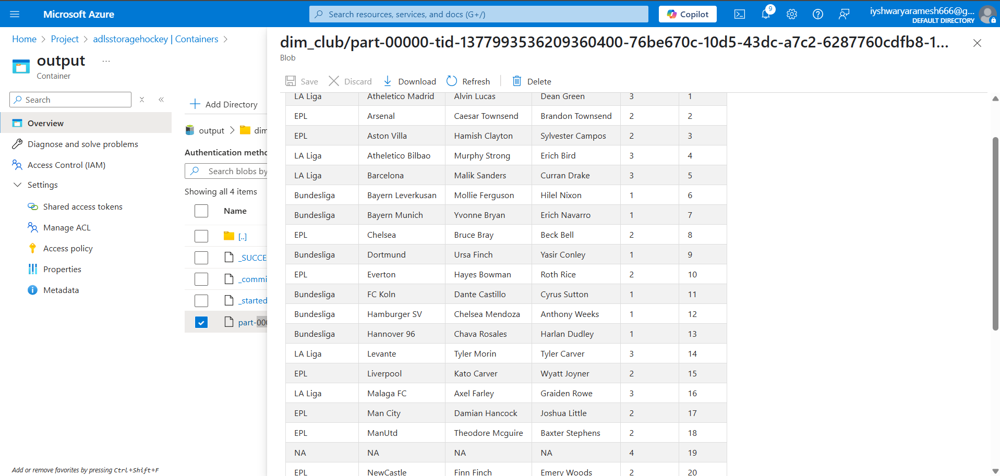 Microsoft Azure
Search resources, services, and docs (G+/)
Copilot
9
iyshwaryaramesh666@g...
DEFAULT DIRECTORY
Home > Project > adlsstoragehockey | Containers >
output ...
Container
Search
Overview
Diagnose and solve problems
Access Control (IAM)
Settings
Shared access tokens
Manage ACL
Access policy
Properties
Metadata
Add or remove favorites by pressing Ctrl+Shift+F
Add Directory
output > dim
Authentication metho
Search blobs by
Showing all 4 items
Name
[..]
_SUCCE
_commi
_started
part-000
dim_club/part-00000-tid-1377993536209360400-76be670c-10d5-43dc-a7c2-6287760cdfb8-1...
Blob
Save Discard Download Refresh Delete
LA Liga Atheletico Madrid Alvin Lucas Dean Green 3 1
EPL Arsenal Caesar Townsend Brandon Townsend 2 2
EPL Aston Villa Hamish Clayton Sylvester Campos 2 3
LA Liga Atheletico Bilbao Murphy Strong Erich Bird 3 4
LA Liga Barcelona Malik Sanders Curran Drake 3 5
Bundesliga Bayern Leverkusan Mollie Ferguson Hilel Nixon 1 6
Bundesliga Bayern Munich Yvonne Bryan Erich Navarro 1 7
EPL Chelsea Bruce Bray Beck Bell 2 8
Bundesliga Dortmund Ursa Finch Yasir Conley 1 9
EPL Everton Hayes Bowman Roth Rice 2 10
Bundesliga FC Koln Dante Castillo Cyrus Sutton 1 11
Bundesliga Hamburger SV Chelsea Mendoza Anthony Weeks 1 12
Bundesliga Hannover 96 Chava Rosales Harlan Dudley 1 13
LA Liga Levante Tyler Morin Tyler Carver 3 14
EPL Liverpool Kato Carver Wyatt Joyner 2 15
LA Liga Malaga FC Axel Farley Graiden Rowe 3 16
EPL Man City Damian Hancock Joshua Little 2 17
EPL ManUtd Theodore Mcguire Baxter Stephens 2 18
NA NA NA NA 4 19
EPL NewCastle Finn Finch Emery Woods 2 20